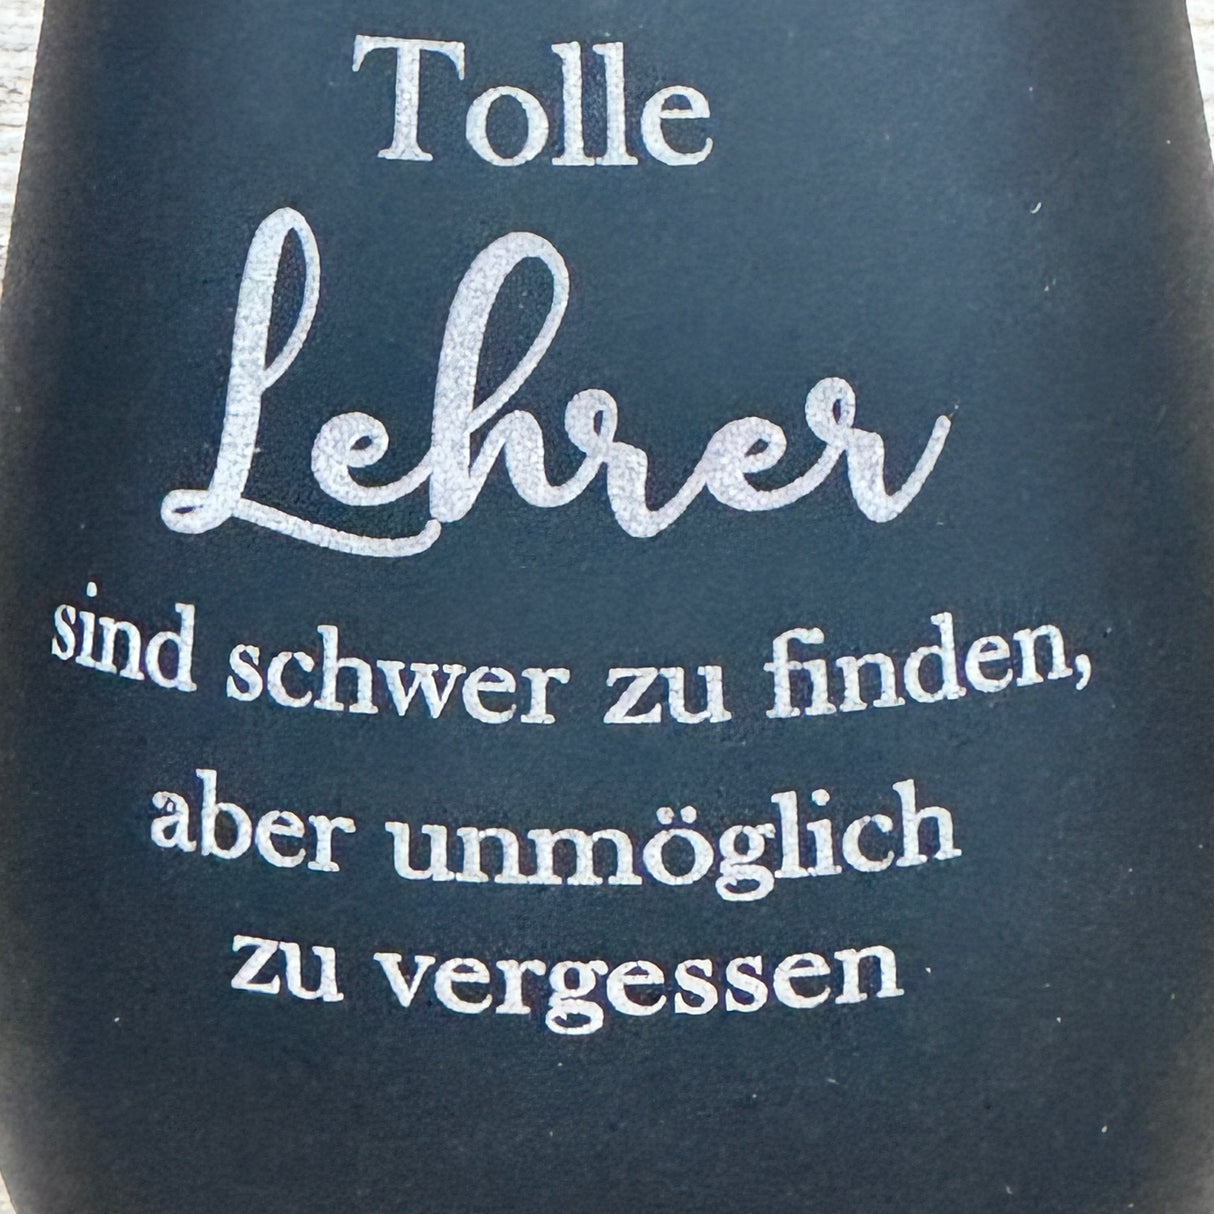 Tolle
Lehrer
sind schwer zu finden,
aber unmöglich
zu vergessen